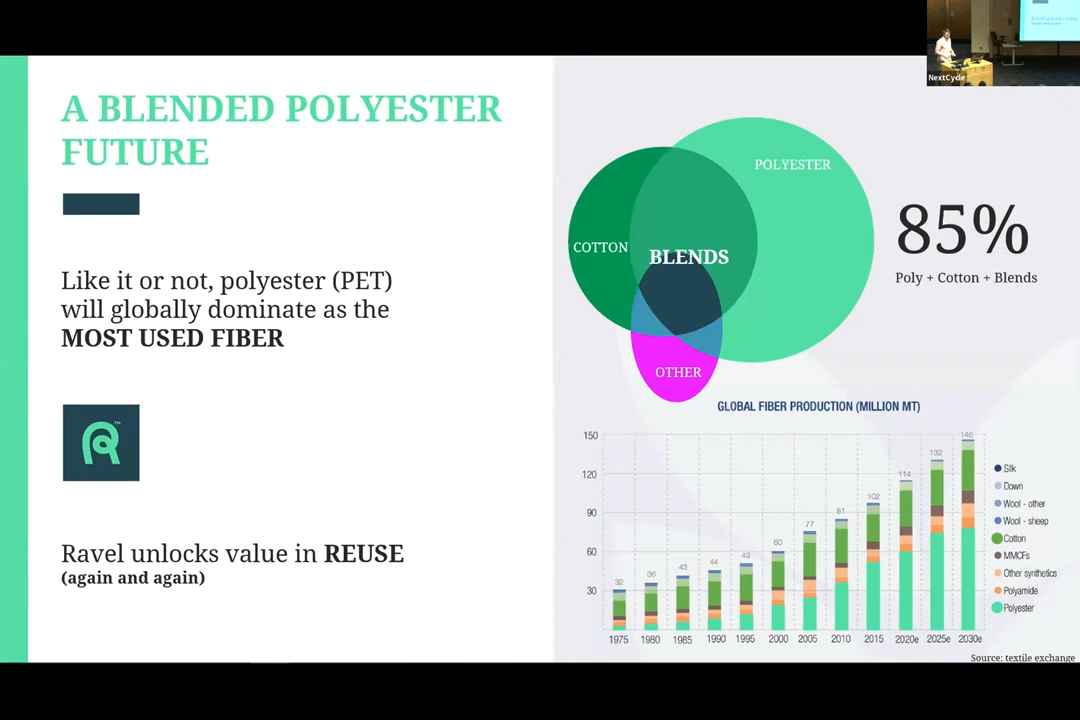 NextCycle
A BLENDED POLYESTER
FUTURE
Like it or not, polyester (PET)
will globally dominate as the
MOST USED FIBER
Ravel unlocks value in REUSE
(again and again)
POLYESTER
COTTON
BLENDS
OTHER
85%
Poly + Cotton + Blends
GLOBAL FIBER PRODUCTION (MILLION MT)
150
120
90
60
30
32
36
43
44
49
60
77
81
102
114
132
146
1975
1980
1985
1990
1995
2000
2005
2010
2015
2020e
2025e
2030e
Silk
Down
Wool - other
Wool - sheep
Cotton
MMCFs
Other synthetics
Polyamide
Polyester
Source: textile exchange